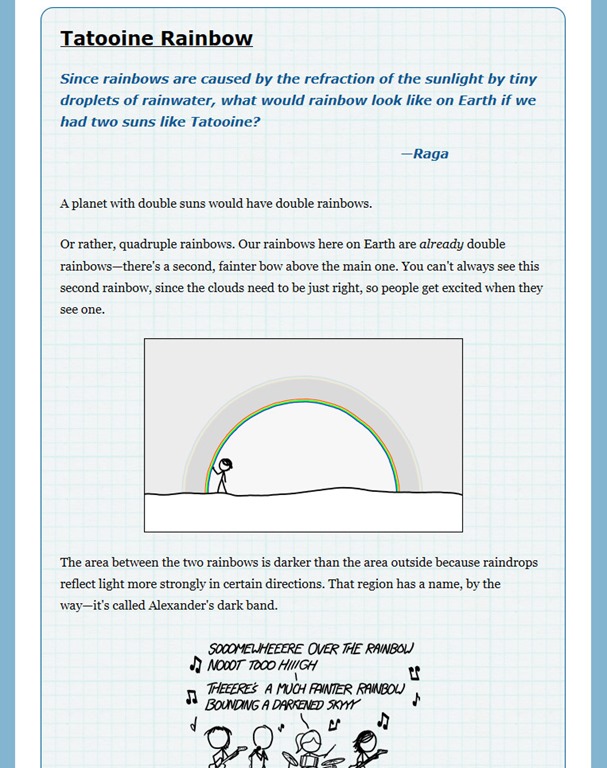 Tatooine Rainbow
Since rainbows are caused by the refraction of the sunlight by tiny
droplets of rainwater, what would rainbow look like on Earth if we
had two suns like Tatooine?
—Raga
A planet with double suns would have double rainbows.
Or rather, quadruple rainbows. Our rainbows here on Earth are already double
rainbows—there's a second, fainter bow above the main one. You can't always see this
second rainbow, since the clouds need to be just right, so people get excited when they
see one.
The area between the two rainbows is darker than the area outside because raindrops
reflect light more strongly in certain directions. That region has a name, by the
way—it's called Alexander's dark band.
SOOOMEWHEEERE OVER THE RAINBOW
NOOOT TOOO HIIIGH
THEEERE'S A MUCH FAINTER RAINBOW
BOUNDING A DARKENED SKYYY